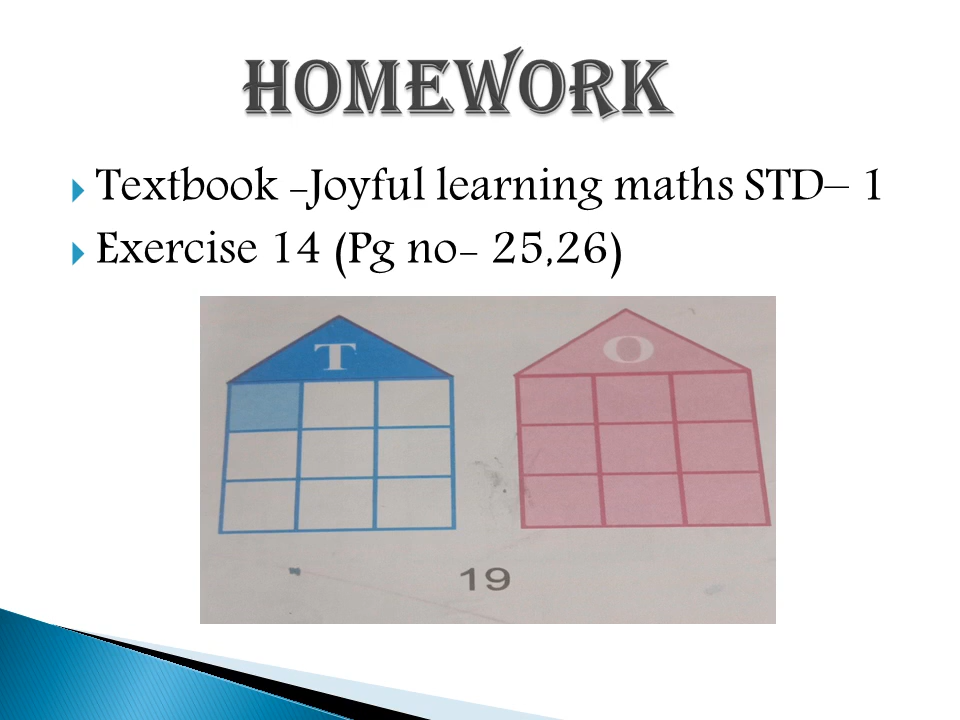 HOMEWORK
Textbook -Joyful learning maths STD– 1
Exercise 14 (Pg no- 25,26)
T O
19